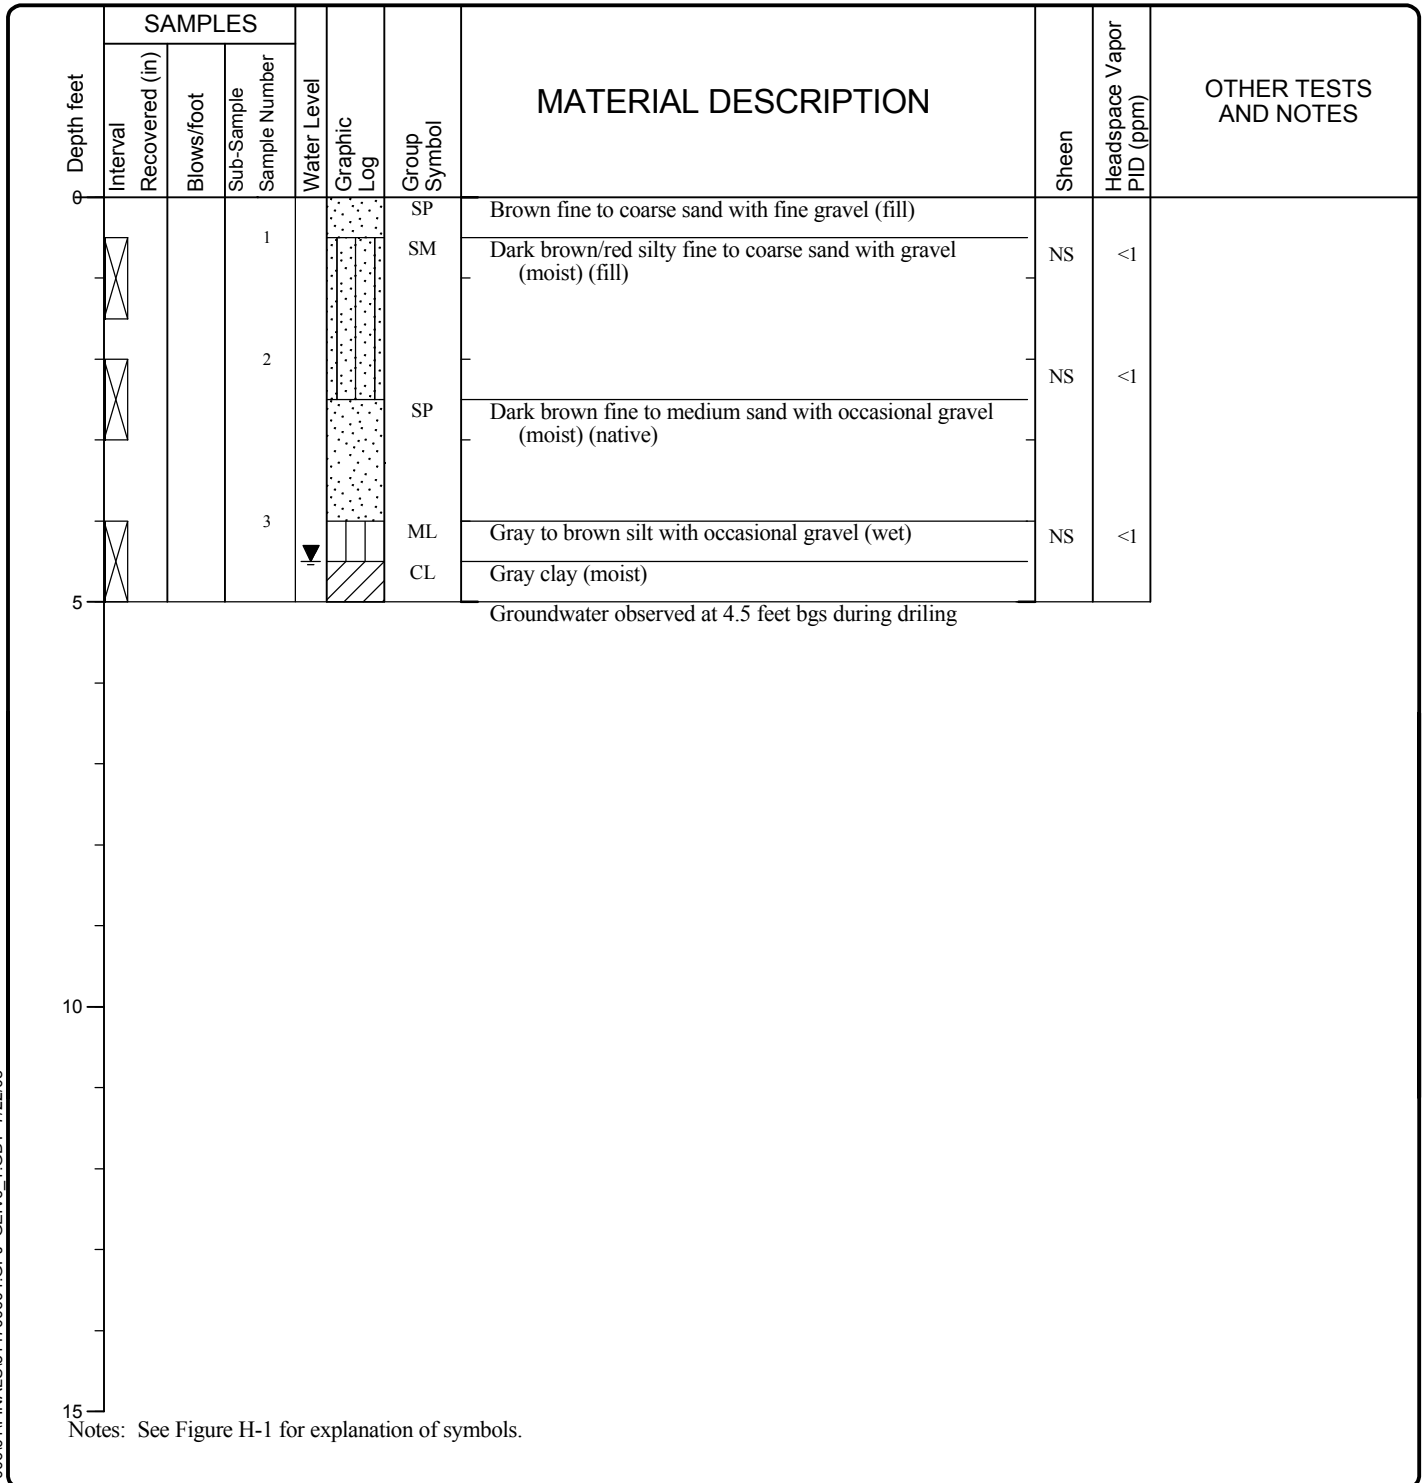 SAMPLES
Depth feet
Interval
Recovered (in)
Blows/foot
Sub-Sample
Sample Number
Water Level
Graphic
Log
Group
Symbol
MATERIAL DESCRIPTION
Sheen
Headspace Vapor
PID (ppm)
OTHER TESTS
AND NOTES
0
SP Brown fine to coarse sand with fine gravel (fill)
1
SM Dark brown/red silty fine to coarse sand with gravel NS <1
(moist) (fill)
2
NS <1
SP Dark brown fine to medium sand with occasional gravel
(moist) (native)
3
ML Gray to brown silt with occasional gravel (wet) NS <1
CL Gray clay (moist)
5
Groundwater observed at 4.5 feet bgs during driling
10
15
Notes: See Figure H-1 for explanation of symbols.